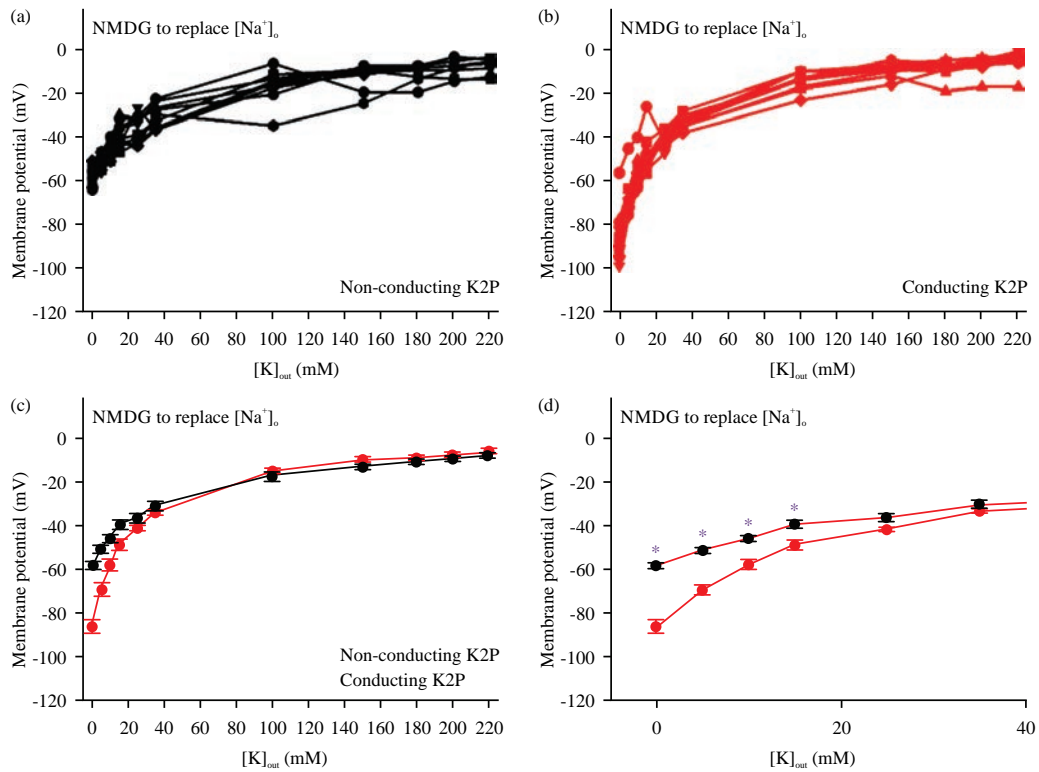 (a)
NMDG to replace [Na⁺]ₒ
0
-20
-40
-60
-80
-100
-120
Membrane potential (mV)
Non-conducting K2P
0 20 40 60 80 100 120 140 160 180 200 220
[K]ₒᵤₜ (mM)
(b)
NMDG to replace [Na⁺]ₒ
0
-20
-40
-60
-80
-100
-120
Membrane potential (mV)
Conducting K2P
0 20 40 60 80 100 120 140 160 180 200 220
[K]ₒᵤₜ (mM)
(c)
NMDG to replace [Na⁺]ₒ
0
-20
-40
-60
-80
-100
-120
Membrane potential (mV)
Non-conducting K2P
Conducting K2P
0 20 40 60 80 100 120 140 160 180 200 220
[K]ₒᵤₜ (mM)
(d)
NMDG to replace [Na⁺]ₒ
0
-20
-40
-60
-80
-100
-120
Membrane potential (mV)
* * * *
0 20 40
[K]ₒᵤₜ (mM)